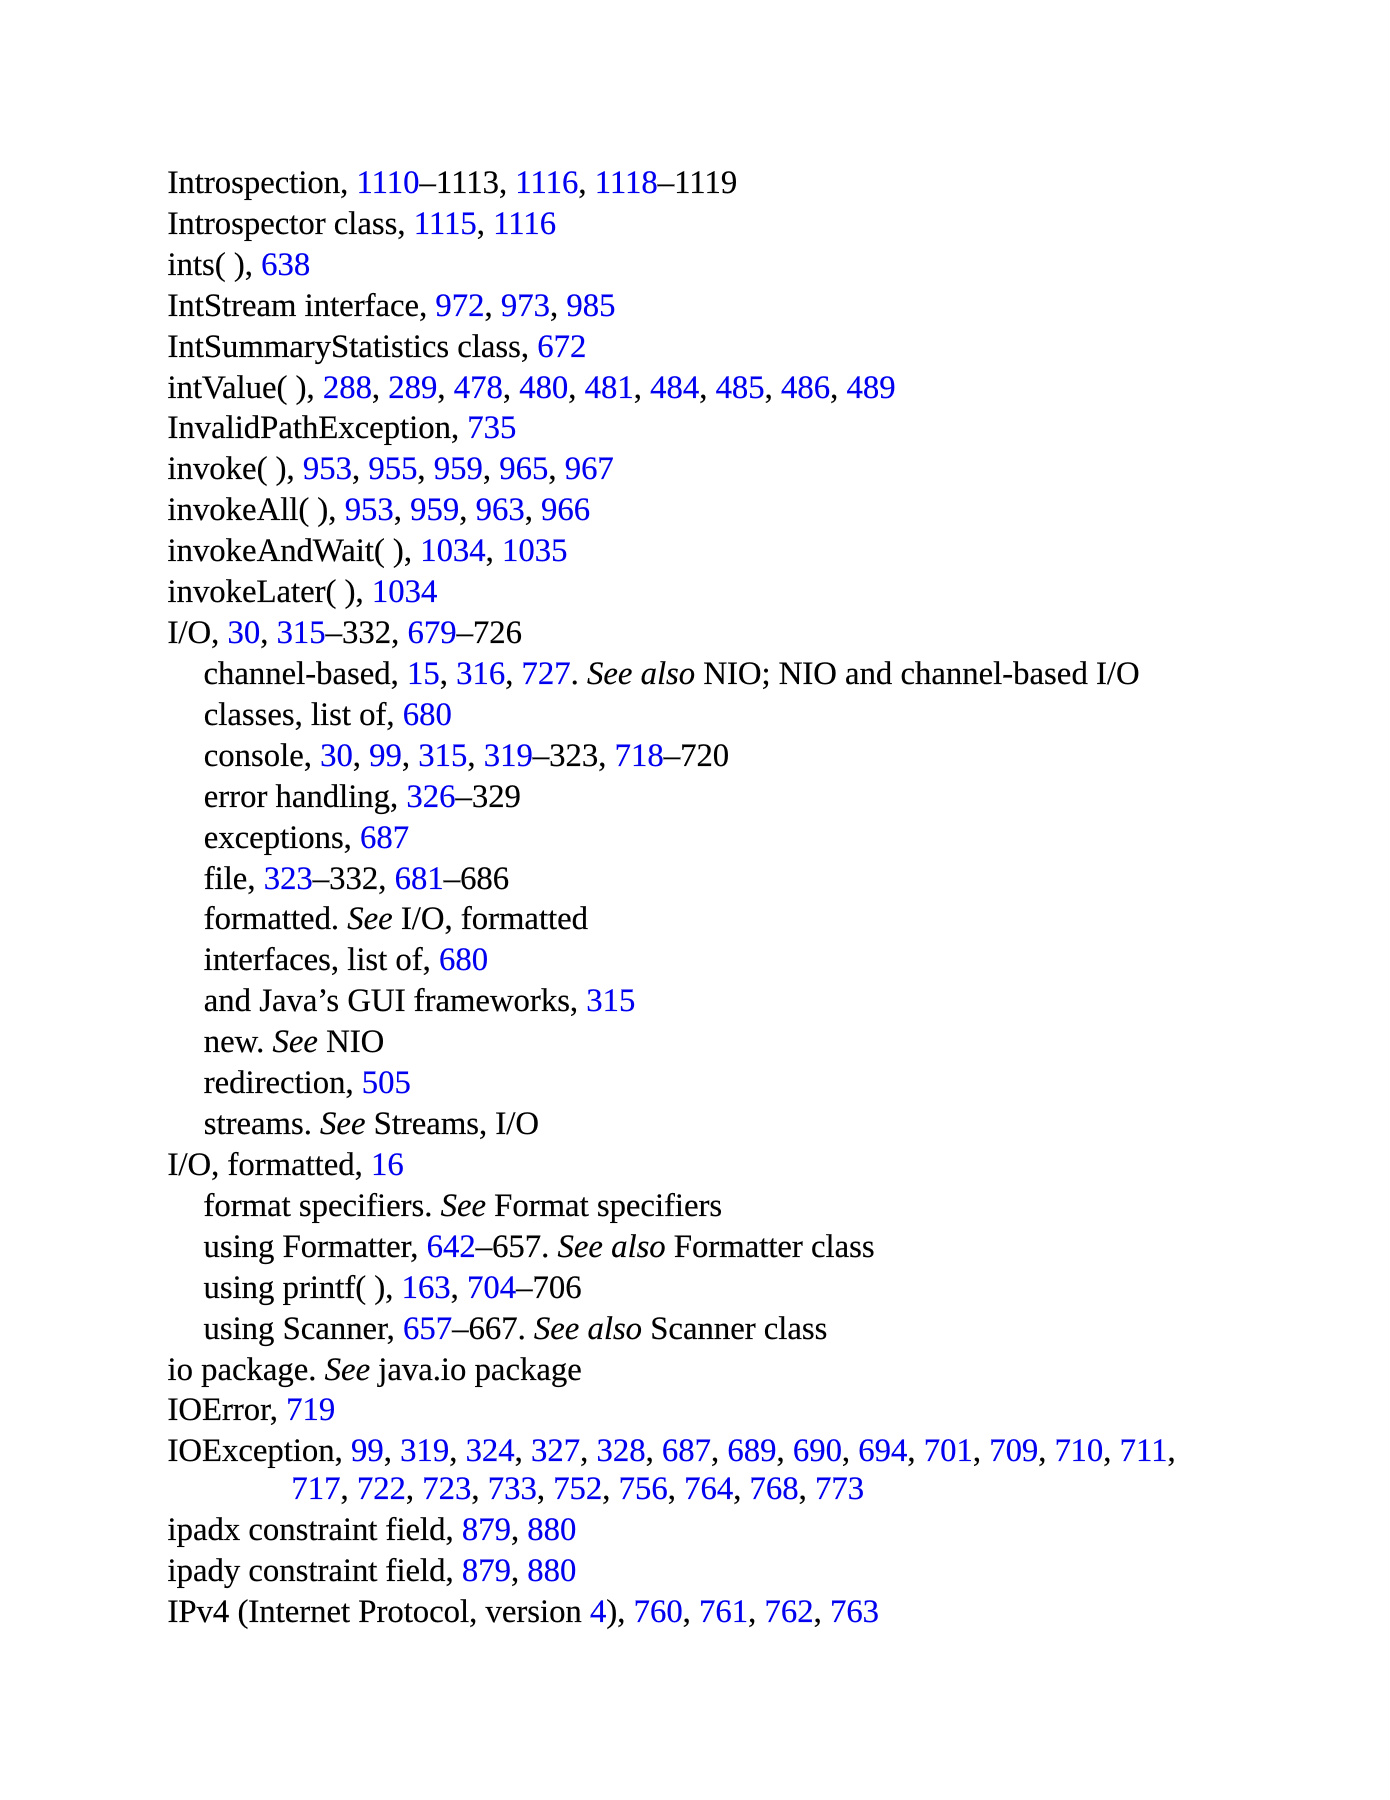 Introspection, 1110–1113, 1116, 1118–1119
Introspector class, 1115, 1116
ints( ), 638
IntStream interface, 972, 973, 985
IntSummaryStatistics class, 672
intValue( ), 288, 289, 478, 480, 481, 484, 485, 486, 489
InvalidPathException, 735
invoke( ), 953, 955, 959, 965, 967
invokeAll( ), 953, 959, 963, 966
invokeAndWait( ), 1034, 1035
invokeLater( ), 1034
I/O, 30, 315–332, 679–726
channel-based, 15, 316, 727. See also NIO; NIO and channel-based I/O
classes, list of, 680
console, 30, 99, 315, 319–323, 718–720
error handling, 326–329
exceptions, 687
file, 323–332, 681–686
formatted. See I/O, formatted
interfaces, list of, 680
and Java’s GUI frameworks, 315
new. See NIO
redirection, 505
streams. See Streams, I/O
I/O, formatted, 16
format specifiers. See Format specifiers
using Formatter, 642–657. See also Formatter class
using printf( ), 163, 704–706
using Scanner, 657–667. See also Scanner class
io package. See java.io package
IOError, 719
IOException, 99, 319, 324, 327, 328, 687, 689, 690, 694, 701, 709, 710, 711,
717, 722, 723, 733, 752, 756, 764, 768, 773
ipadx constraint field, 879, 880
ipady constraint field, 879, 880
IPv4 (Internet Protocol, version 4), 760, 761, 762, 763